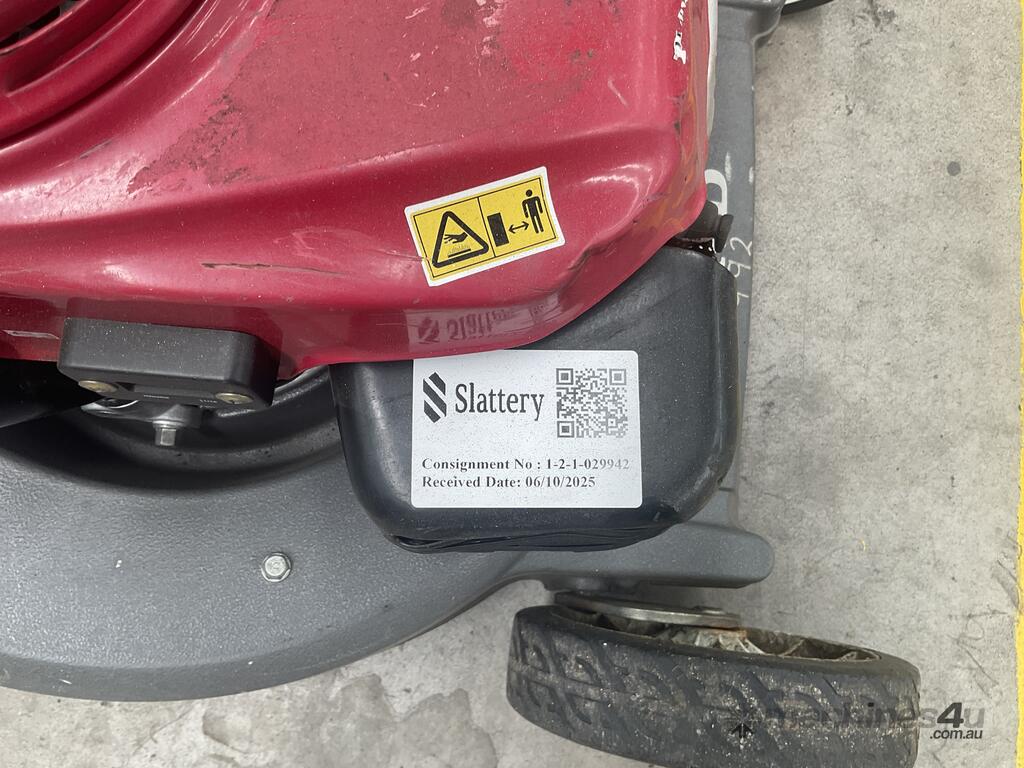 Slattery
Consignment No : 1-2-1-029942
Received Date: 06/10/2025
machines4u
.com.au